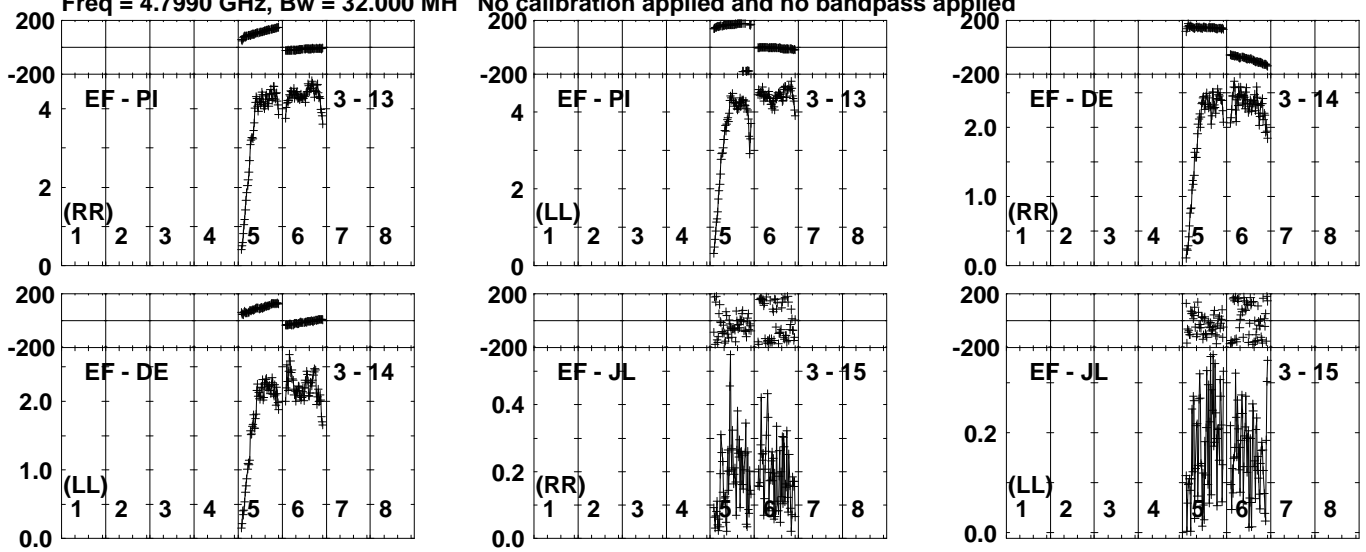 Freq = 4.7990 GHz, Bw = 32.000 MH No calibration applied and no bandpass applied
200
-200
EF - PI 3 - 13
4
2
(RR)
1 2 3 4 5 6 7 8
0
200
-200
EF - PI 3 - 13
4
2
(LL)
1 2 3 4 5 6 7 8
0
200
-200
EF - DE 3 - 14
2.0
1.0
(RR)
1 2 3 4 5 6 7 8
0.0
200
-200
EF - DE 3 - 14
2.0
1.0
(LL)
1 2 3 4 5 6 7 8
0.0
200
-200
EF - JL 3 - 15
0.4
0.2
(RR)
1 2 3 4 5 6 7 8
0.0
200
-200
EF - JL 3 - 15
0.2
(LL)
1 2 3 4 5 6 7 8
0.0